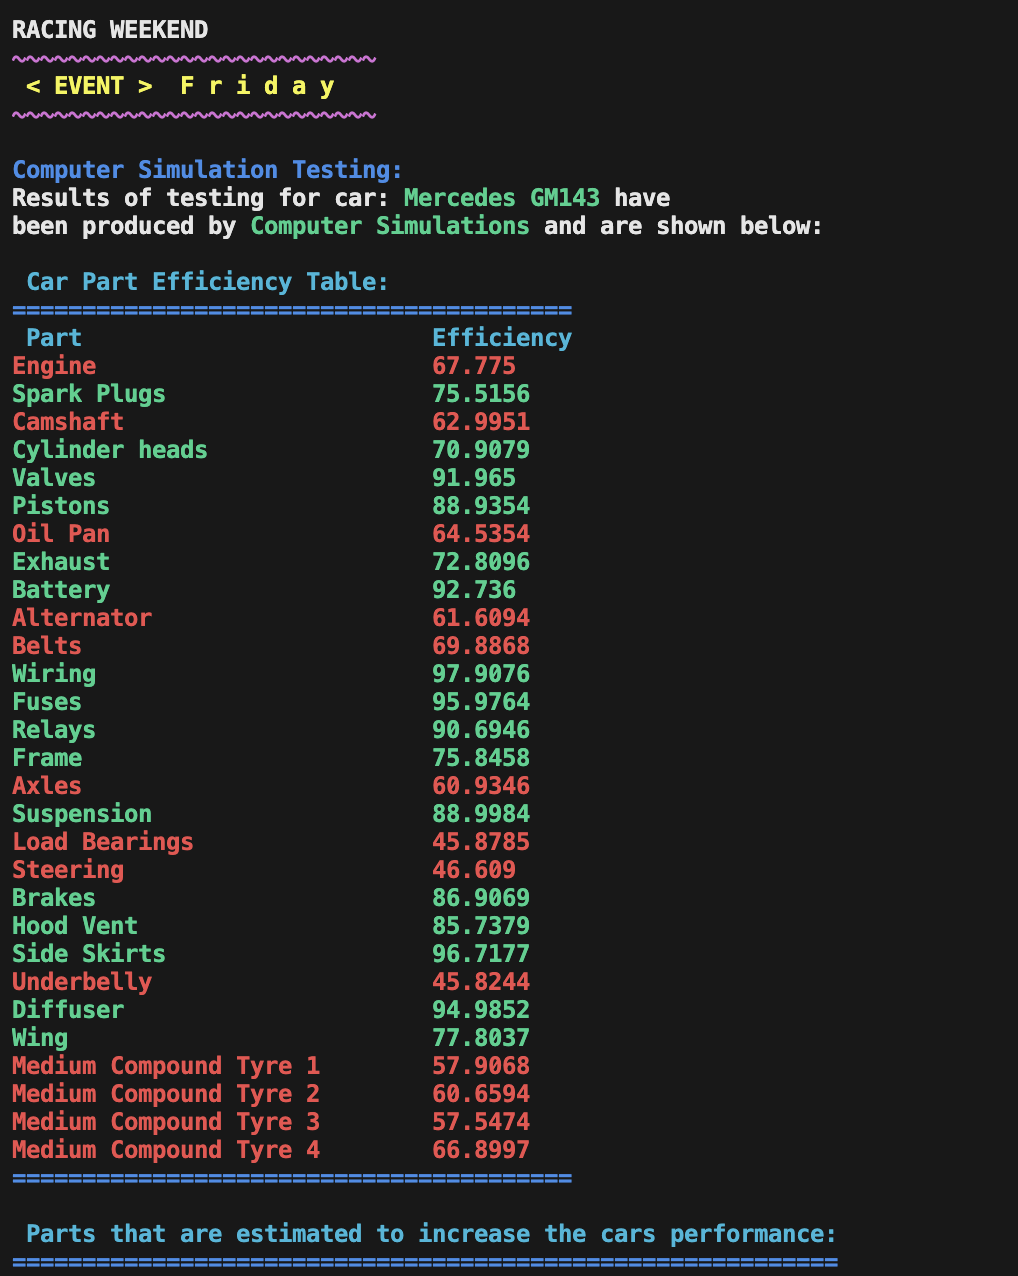 RACING WEEKEND
~~~~~~~~~~~~~~~~~~~~~~~~~~
< EVENT >  F r i d a y
~~~~~~~~~~~~~~~~~~~~~~~~~~
Computer Simulation Testing:
Results of testing for car: Mercedes GM143 have
been produced by Computer Simulations and are shown below:
Car Part Efficiency Table:
========================================
Part Efficiency
Engine 67.775
Spark Plugs 75.5156
Camshaft 62.9951
Cylinder heads 70.9079
Valves 91.965
Pistons 88.9354
Oil Pan 64.5354
Exhaust 72.8096
Battery 92.736
Alternator 61.6094
Belts 69.8868
Wiring 97.9076
Fuses 95.9764
Relays 90.6946
Frame 75.8458
Axles 60.9346
Suspension 88.9984
Load Bearings 45.8785
Steering 46.609
Brakes 86.9069
Hood Vent 85.7379
Side Skirts 96.7177
Underbelly 45.8244
Diffuser 94.9852
Wing 77.8037
Medium Compound Tyre 1 57.9068
Medium Compound Tyre 2 60.6594
Medium Compound Tyre 3 57.5474
Medium Compound Tyre 4 66.8997
========================================
Parts that are estimated to increase the cars performance:
===========================================================